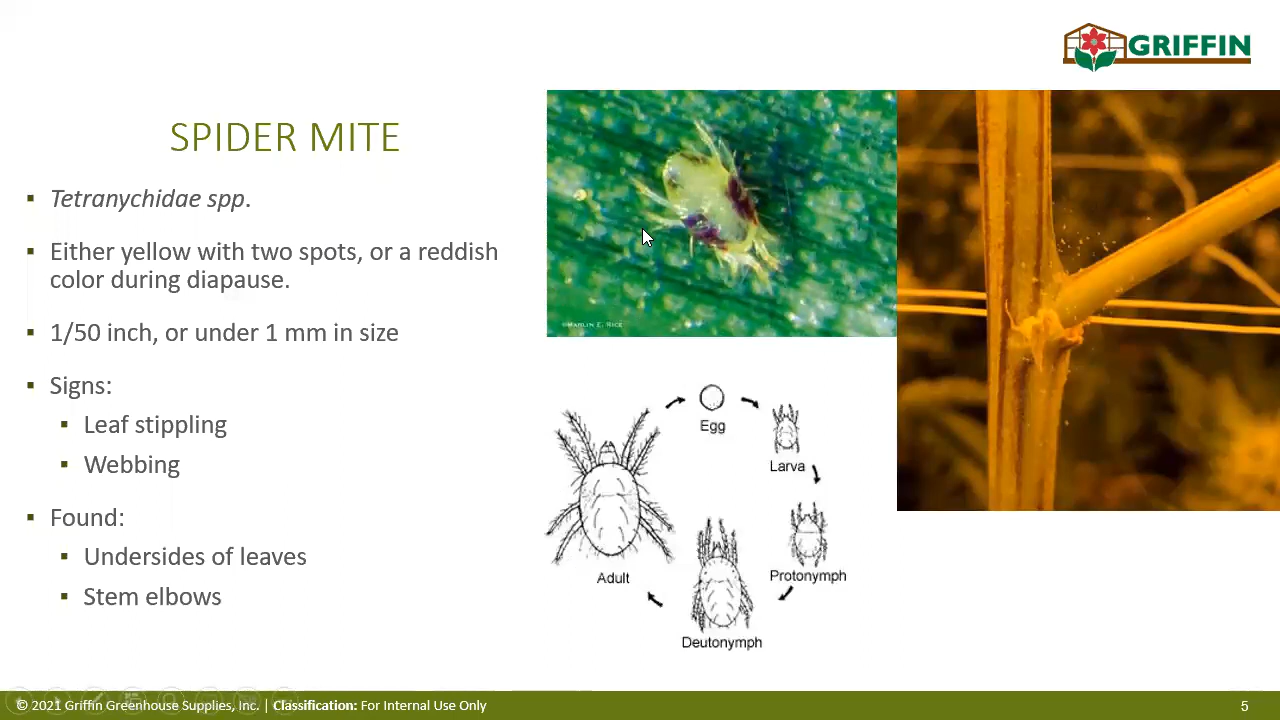 GRIFFIN
SPIDER MITE
▪ Tetranychidae spp.
▪ Either yellow with two spots, or a reddish
color during diapause.
▪ 1/50 inch, or under 1 mm in size
▪ Signs:
▪ Leaf stippling
▪ Webbing
▪ Found:
▪ Undersides of leaves
▪ Stem elbows
© MARLIN E. RICE
Egg
Larva
Protonymph
Deutonymph
Adult
© 2021 Griffin Greenhouse Supplies, Inc. | Classification: For Internal Use Only
5